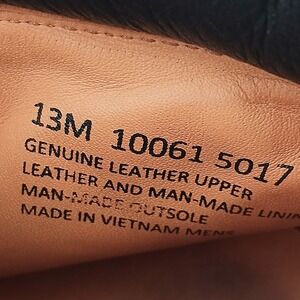 13M 10061 5017
GENUINE LEATHER UPPER
LEATHER AND MAN-MADE
MAN-MADE OUTSOLE
MADE IN VIETNAM MENS